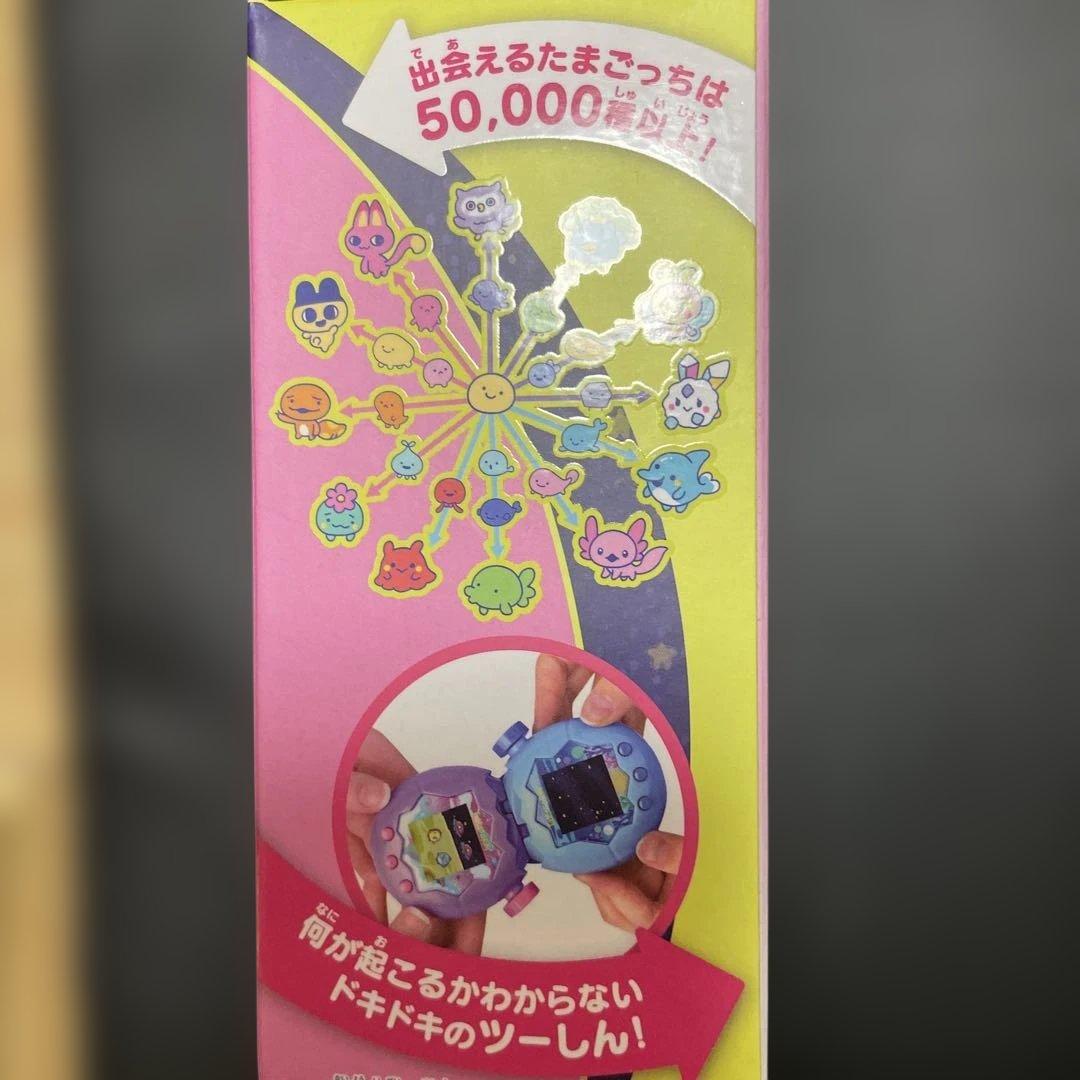 出会えるたまごっちは
50,000種以上!
何が起こるかわからない
ドキドキのツーしん!